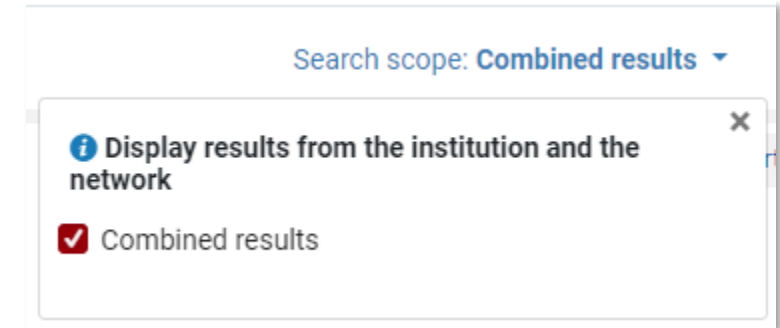 Search scope: Combined results
Display results from the institution and the
network
Combined results